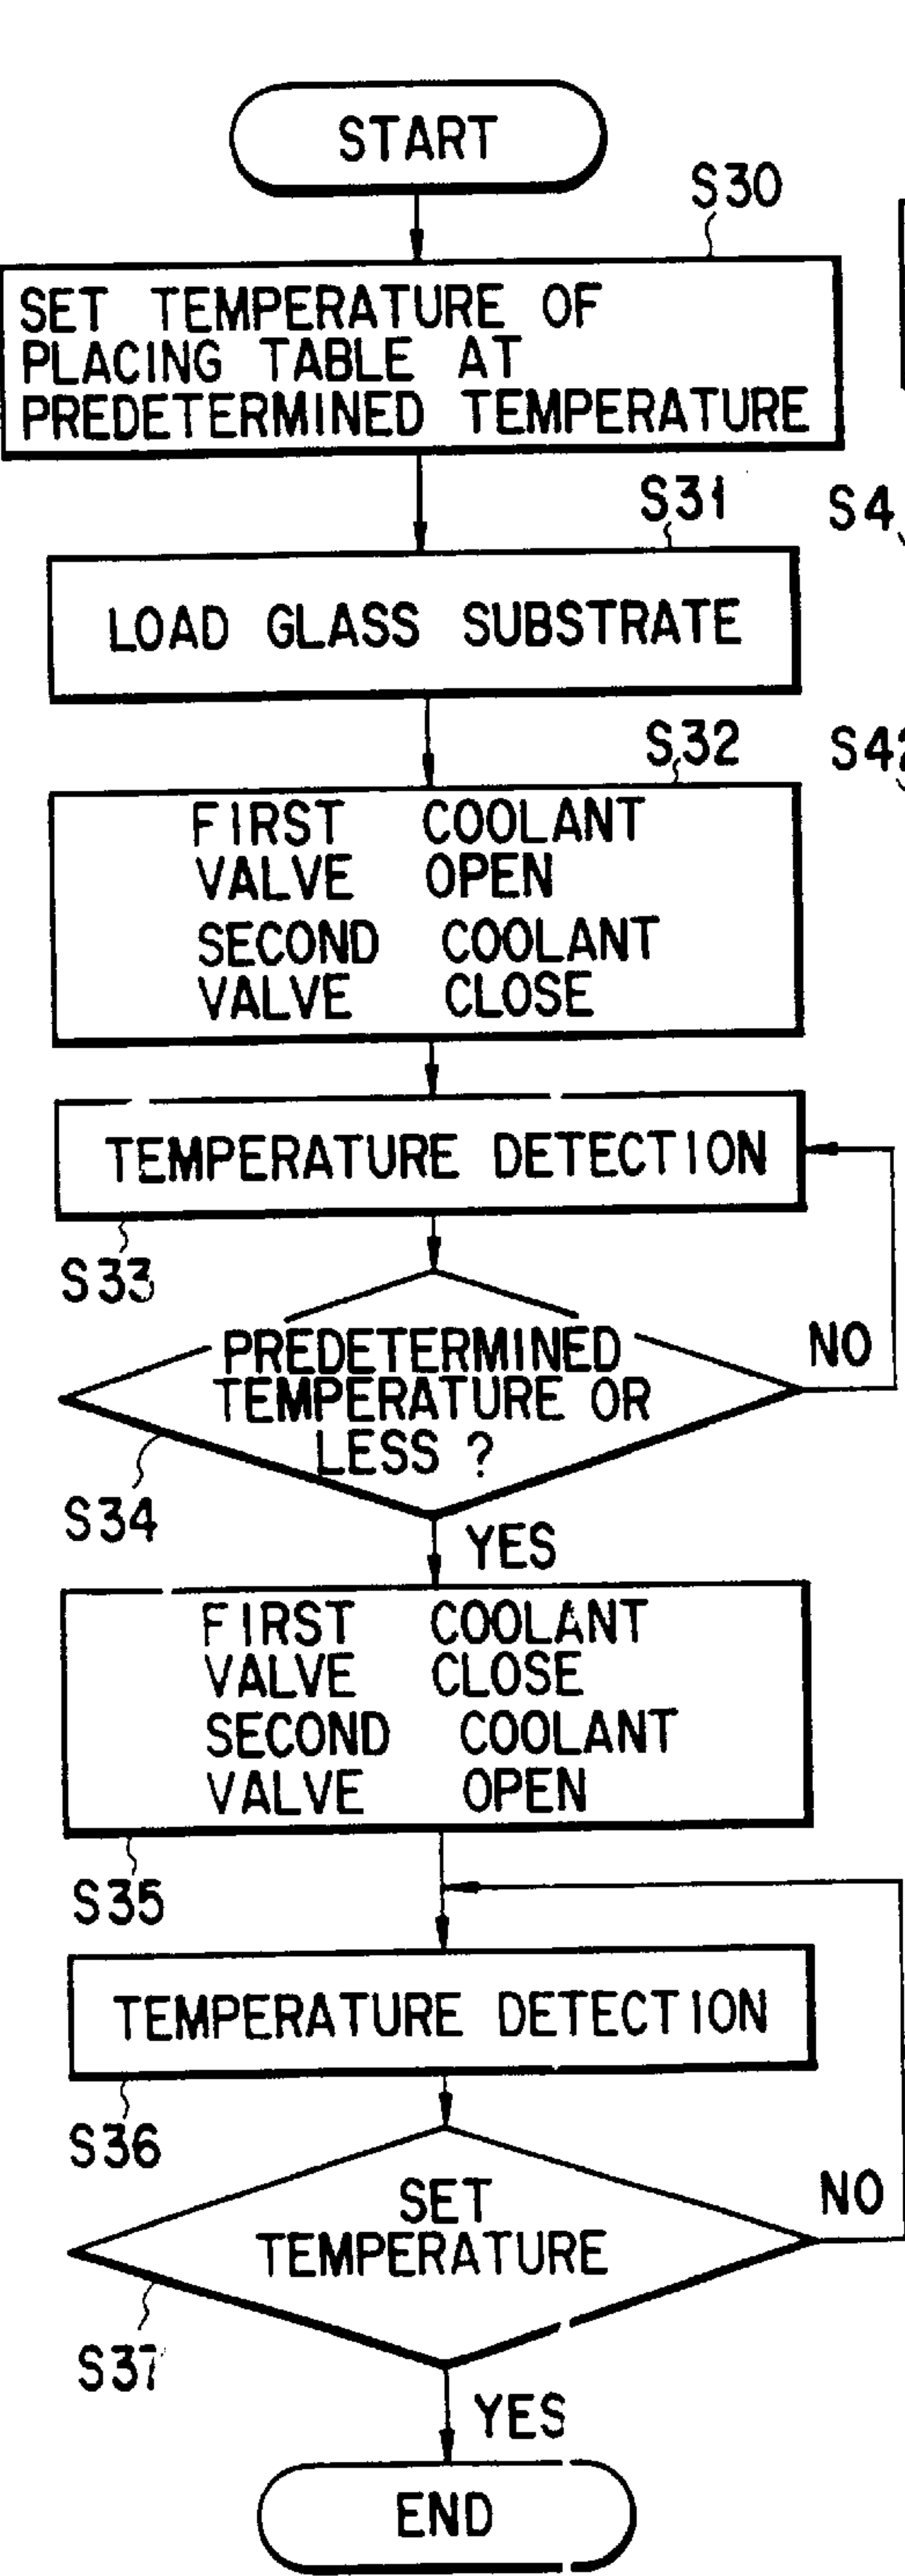 START
S30
SET TEMPERATURE OF
PLACING TABLE AT
PREDETERMINED TEMPERATURE
S31
S4
LOAD GLASS SUBSTRATE
S32
S42
FIRST COOLANT
VALVE OPEN
SECOND COOLANT
VALVE CLOSE
TEMPERATURE DETECTION
S33
NO
PREDETERMINED
TEMPERATURE OR
LESS ?
S34
YES
FIRST COOLANT
VALVE CLOSE
SECOND COOLANT
VALVE OPEN
S35
TEMPERATURE DETECTION
S36
NO
SET
TEMPERATURE
S37
YES
END